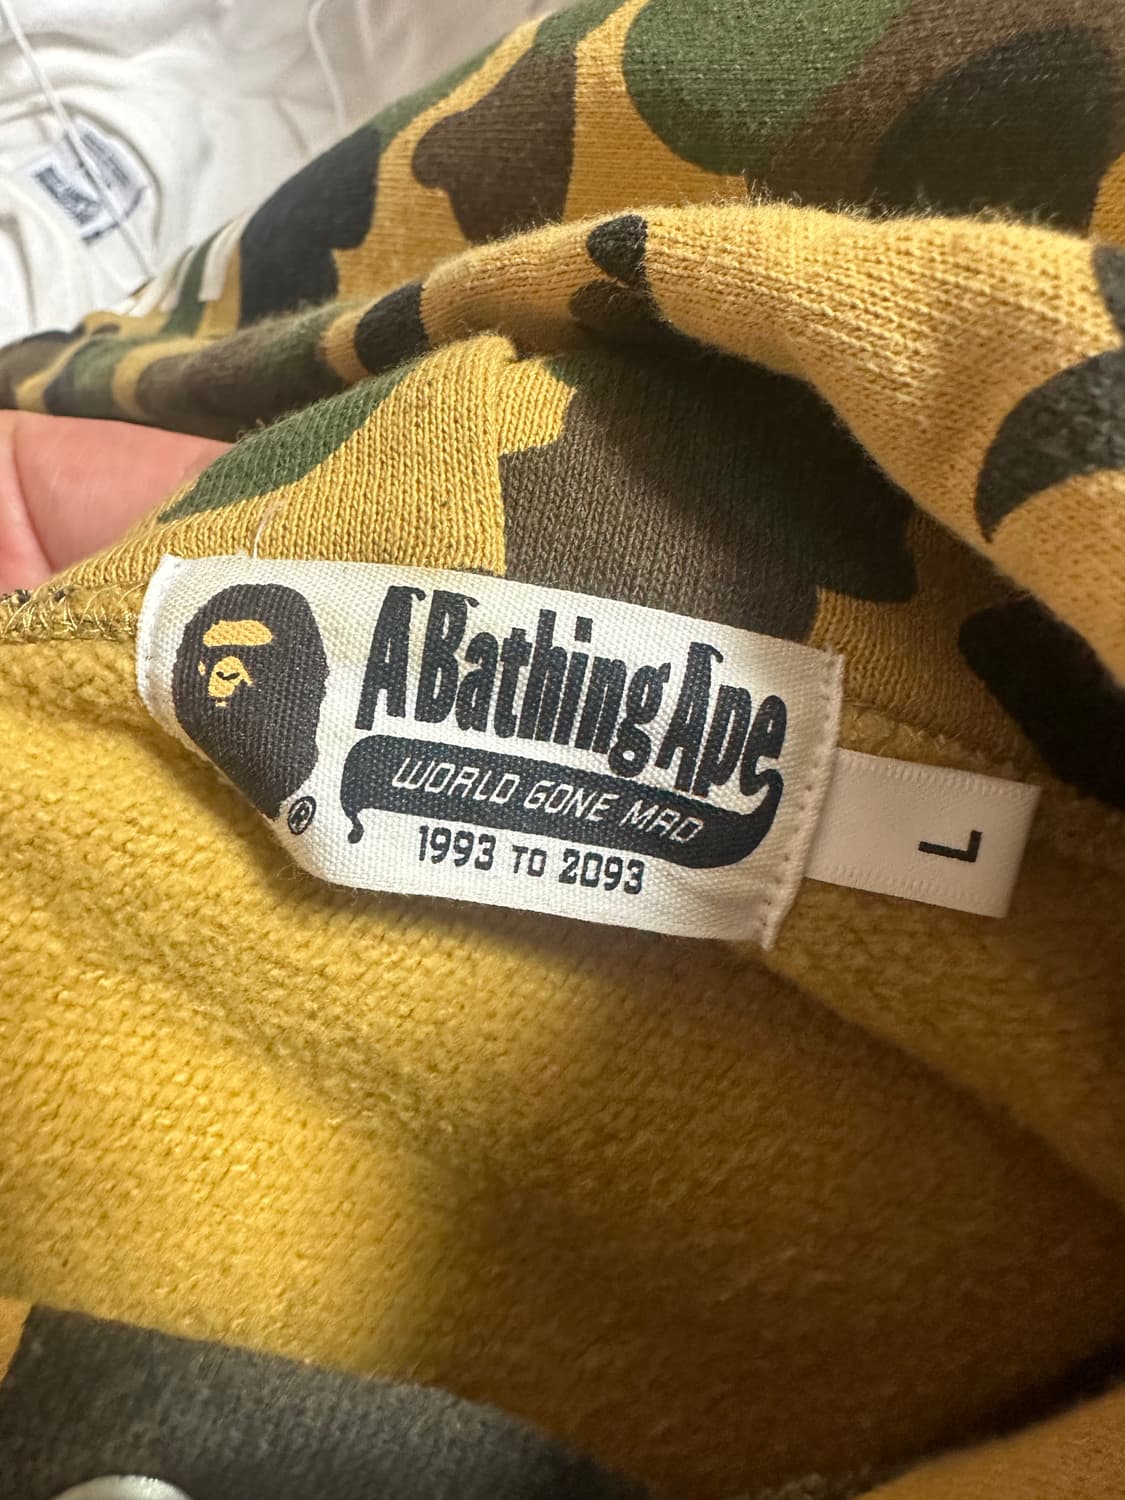 A Bathing Ape
WORLD GONE MAD
1993 TO 2093
®
L